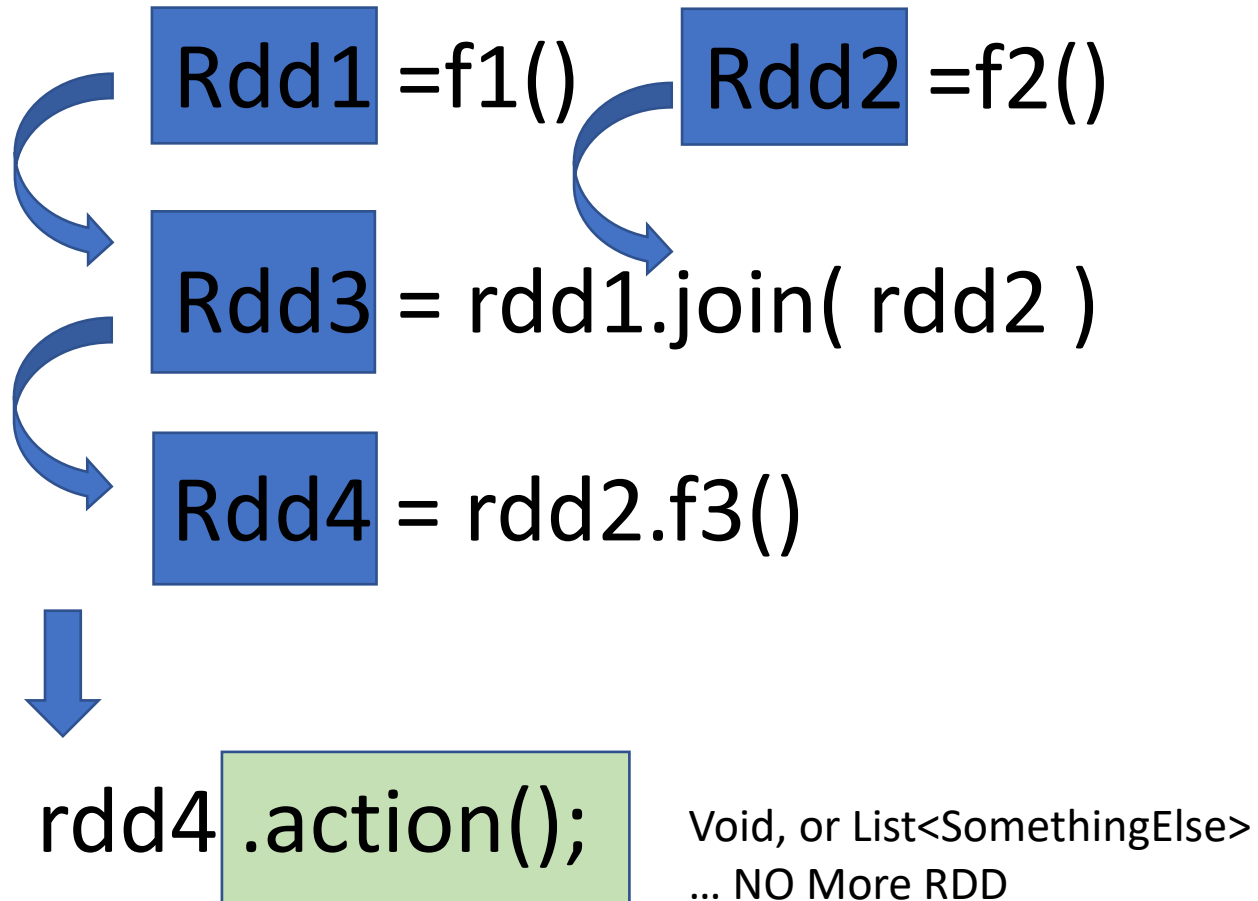 Rdd1 =f1() Rdd2 =f2()
Rdd3 = rdd1.join( rdd2 )
Rdd4 = rdd2.f3()
rdd4 .action();
Void, or List<SomethingElse>
… NO More RDD